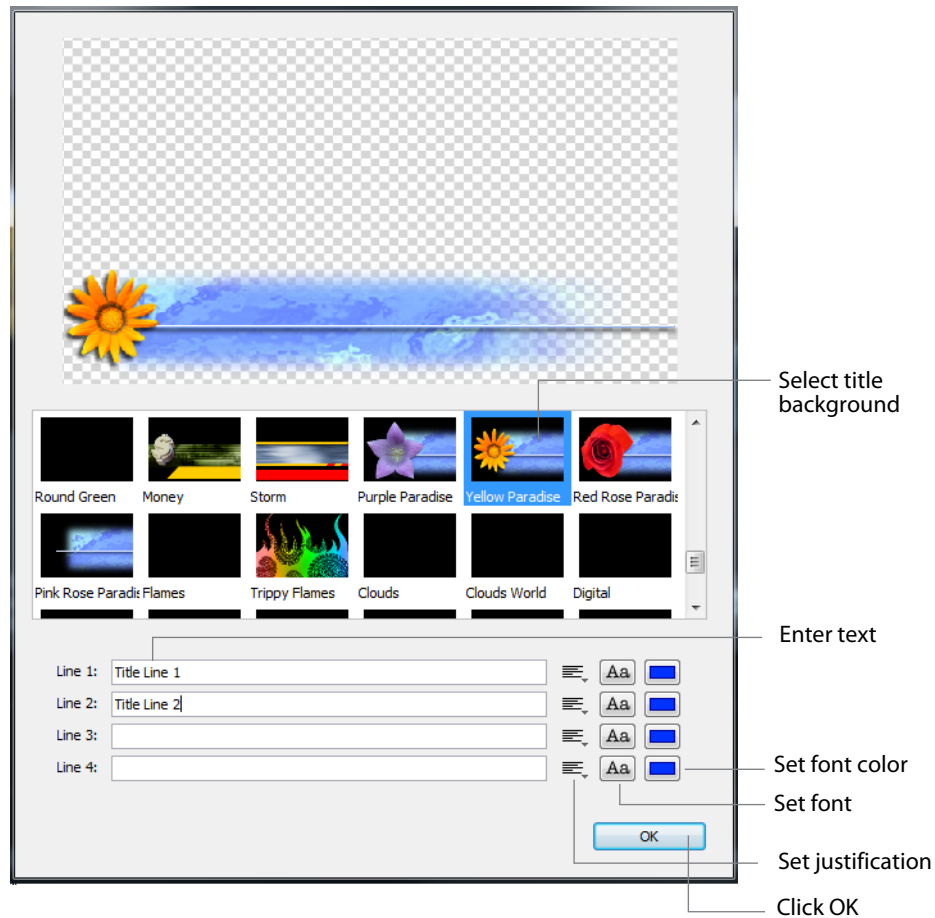 Select title
background
Round Green
Money
Storm
Purple Paradise
Yellow Paradise
Red Rose Paradis
Pink Rose Paradis
Flames
Trippy Flames
Clouds
Clouds World
Digital
Enter text
Line 1: Title Line 1 Aa
Line 2: Title Line 2 Aa
Line 3: Aa
Line 4: Aa
Set font color
Set font
OK
Set justification
Click OK